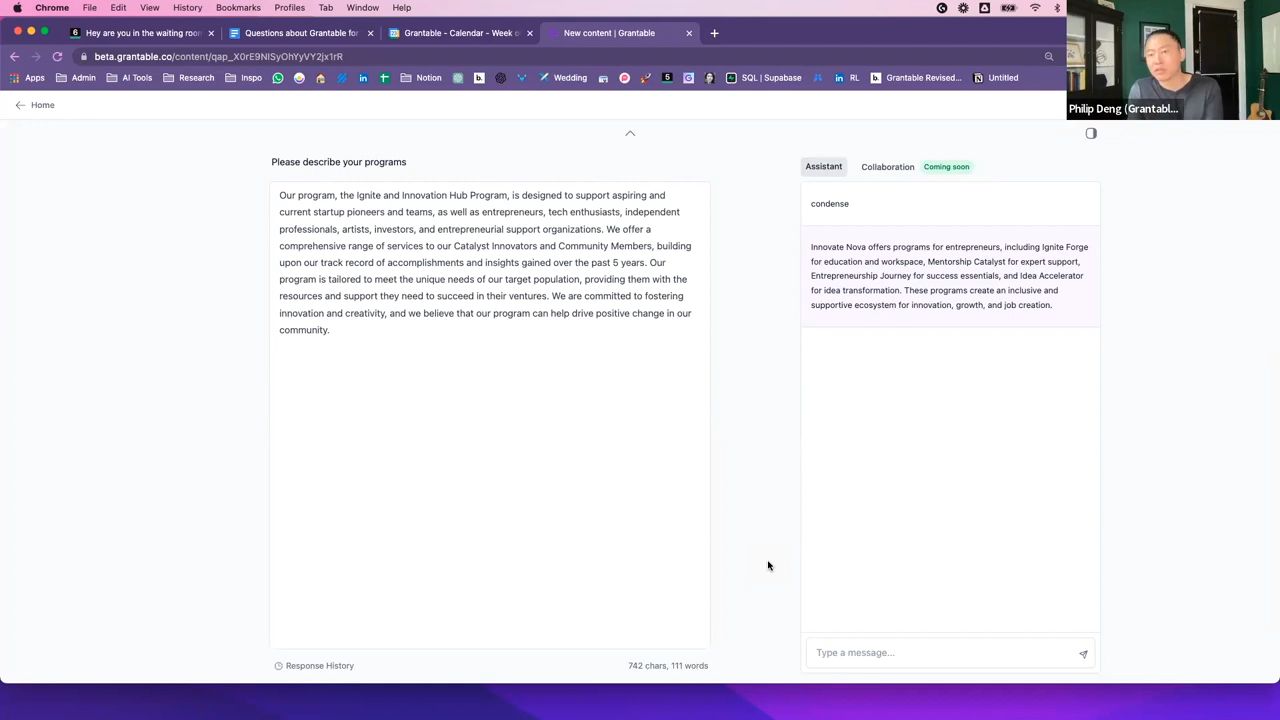 Chrome File Edit View History Bookmarks Profiles Tab Window Help
6 Hey are you in the waiting room
Questions about Grantable for
Grantable - Calendar - Week o
New content | Grantable
beta.grantable.co/content/qap_X0rE9NISyOhYyVY2jx1rR
Apps Admin AI Tools Research Inspo Notion Wedding SQL | Supabase RL Grantable Revised... Untitled
Philip Deng (Grantabl...
Home
Please describe your programs
Our program, the Ignite and Innovation Hub Program, is designed to support aspiring and
current startup pioneers and teams, as well as entrepreneurs, tech enthusiasts, independent
professionals, artists, investors, and entrepreneurial support organizations. We offer a
comprehensive range of services to our Catalyst Innovators and Community Members, building
upon our track record of accomplishments and insights gained over the past 5 years. Our
program is tailored to meet the unique needs of our target population, providing them with the
resources and support they need to succeed in their ventures. We are committed to fostering
innovation and creativity, and we believe that our program can help drive positive change in our
community.
Response History
742 chars, 111 words
Assistant Collaboration Coming soon
condense
Innovate Nova offers programs for entrepreneurs, including Ignite Forge
for education and workspace, Mentorship Catalyst for expert support,
Entrepreneurship Journey for success essentials, and Idea Accelerator
for idea transformation. These programs create an inclusive and
supportive ecosystem for innovation, growth, and job creation.
Type a message...